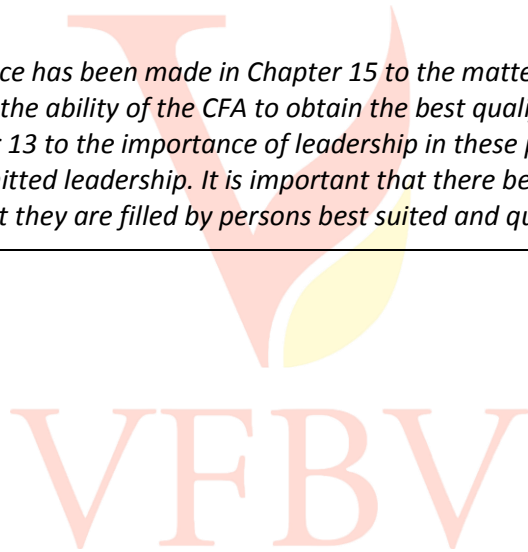 ce has been made in Chapter 15 to the matte
the ability of the CFA to obtain the best quali
13 to the importance of leadership in these p
itted leadership. It is important that there be
t they are filled by persons best suited and qu
VFBV